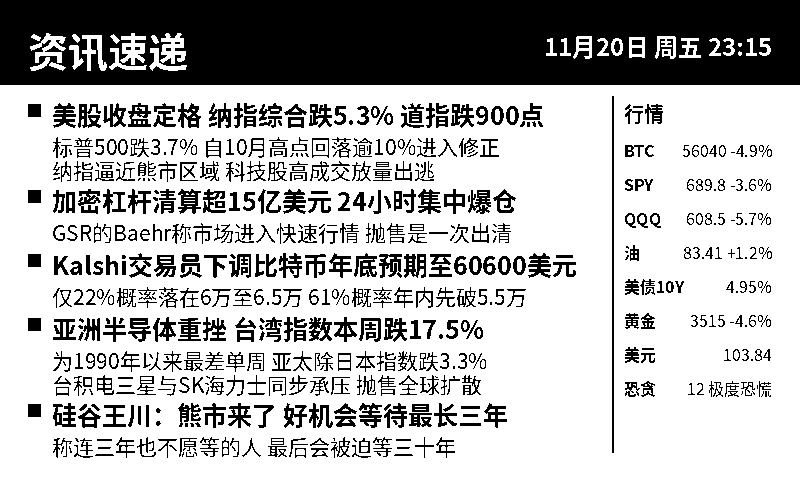 资讯速递
11月20日 周五 23:15
美股收盘定格 纳指综合跌5.3% 道指跌900点
标普500跌3.7% 自10月高点回落逾10%进入修正
纳指逼近熊市区域 科技股高成交放量出逃
加密杠杆清算超15亿美元 24小时集中爆仓
GSR的Baehr称市场进入快速行情 抛售是一次出清
Kalshi交易员下调比特币年底预期至60600美元
仅22%概率落在6万至6.5万 61%概率年内先破5.5万
亚洲半导体重挫 台湾指数本周跌17.5%
为1990年以来最差单周 亚太除日本指数跌3.3%
台积电三星与SK海力士同步承压 抛售全球扩散
硅谷王川：熊市来了 好机会等待最长三年
称连三年也不愿等的人 最后会被迫等三十年
行情
BTC 56040 -4.9%
SPY 689.8 -3.6%
QQQ 608.5 -5.7%
油 83.41 +1.2%
美债10Y 4.95%
黄金 3515 -4.6%
美元 103.84
恐贪 12 极度恐慌